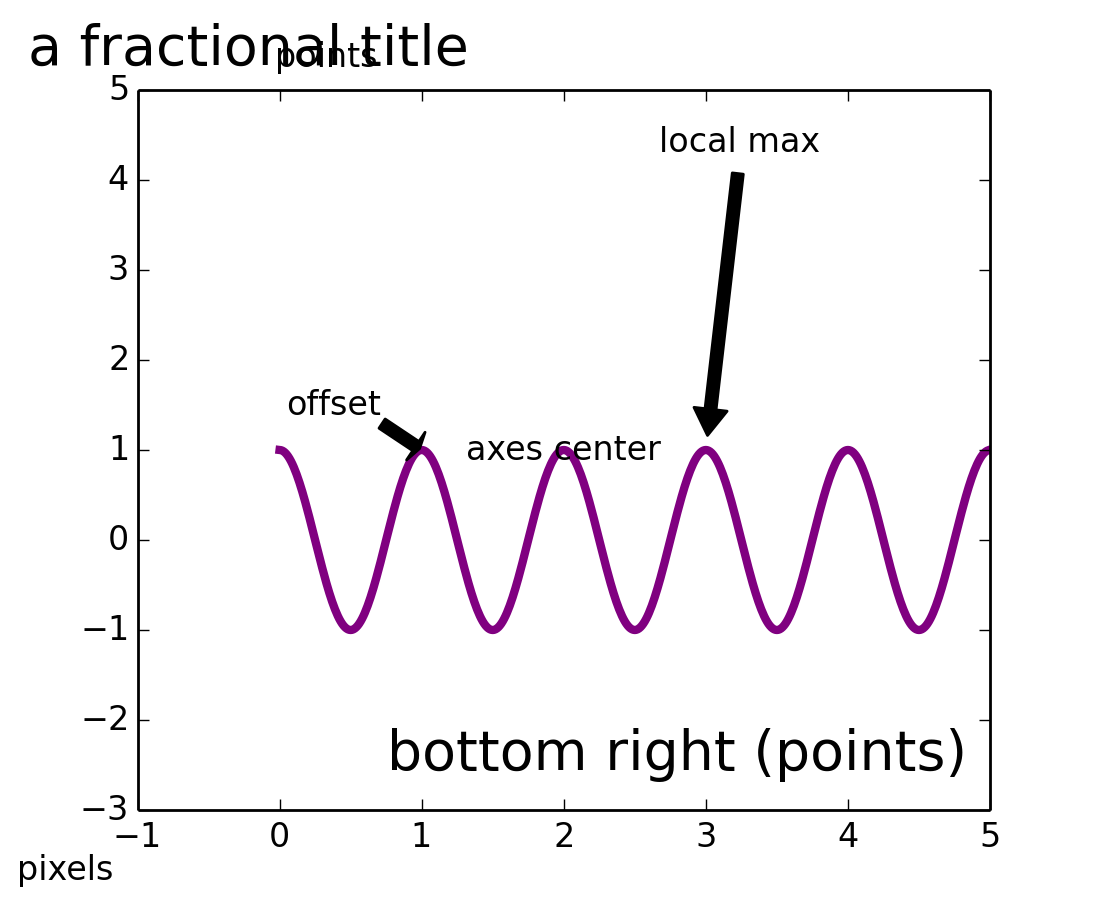 a fractional title
points
5
local max
4
3
2
offset
1
axes center
0
−1
−2
bottom right (points)
−3
−1 0 1 2 3 4 5
pixels